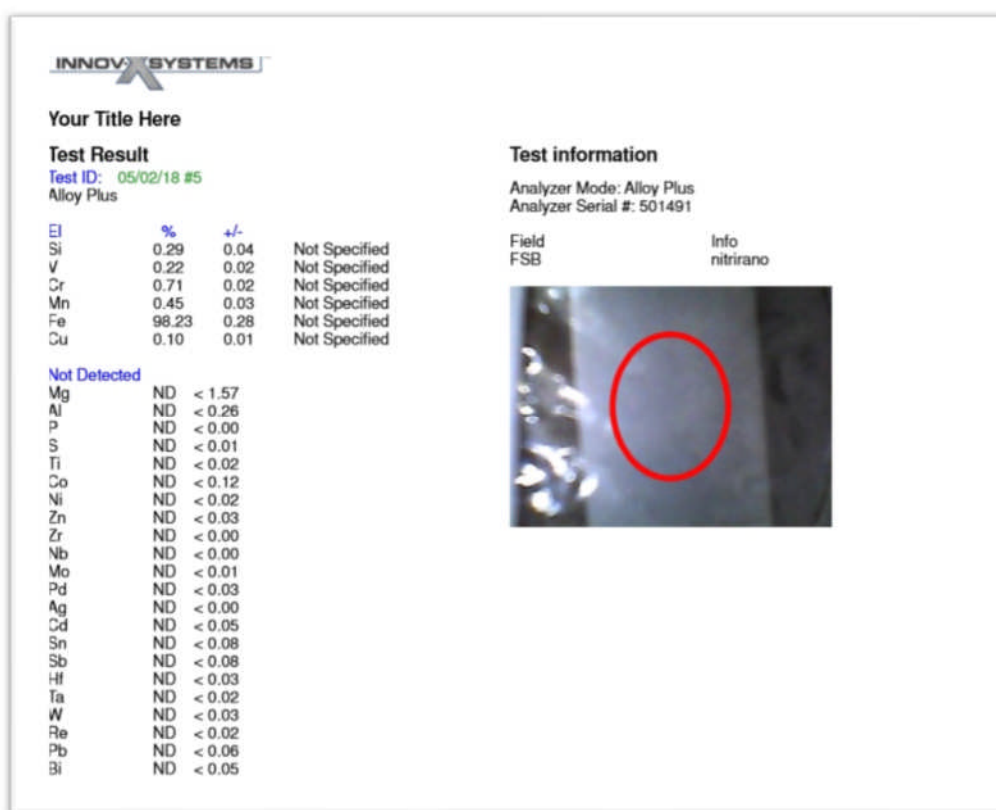 INNOV X SYSTEMS
Your Title Here
Test Result
Test ID: 05/02/18 #5
Alloy Plus
El % +/-
Si 0.29 0.04 Not Specified
V 0.22 0.02 Not Specified
Cr 0.71 0.02 Not Specified
Mn 0.45 0.03 Not Specified
Fe 98.23 0.28 Not Specified
Cu 0.10 0.01 Not Specified
Not Detected
Mg ND < 1.57
Al ND < 0.26
P ND < 0.00
S ND < 0.01
Ti ND < 0.02
Co ND < 0.12
Ni ND < 0.02
Zn ND < 0.03
Zr ND < 0.00
Nb ND < 0.00
Mo ND < 0.01
Pd ND < 0.03
Ag ND < 0.00
Cd ND < 0.05
Sn ND < 0.08
Sb ND < 0.08
Hf ND < 0.03
Ta ND < 0.02
W ND < 0.03
Re ND < 0.02
Pb ND < 0.06
Bi ND < 0.05
Test information
Analyzer Mode: Alloy Plus
Analyzer Serial #: 501491
Field Info
FSB nitrirano